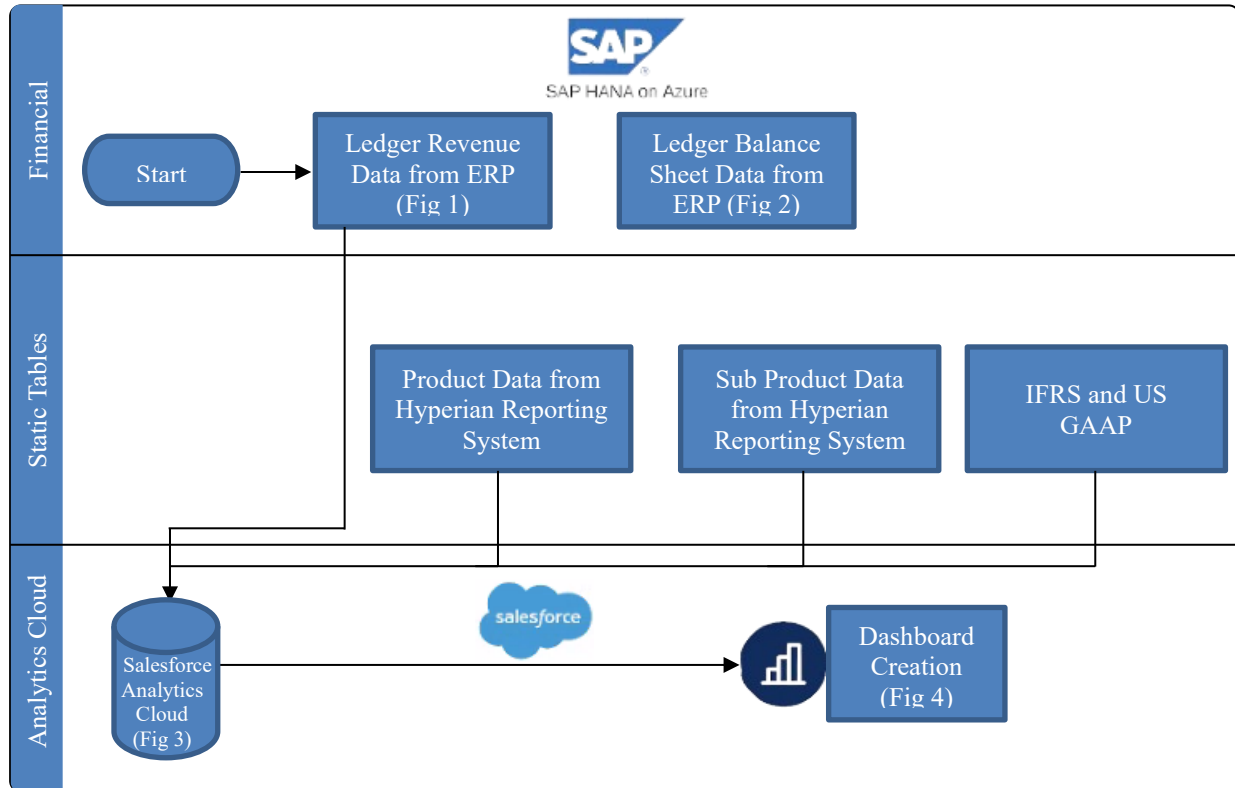 Financial
SAP
®
SAP HANA on Azure
Start
Ledger Revenue
Data from ERP
(Fig 1)
Ledger Balance
Sheet Data from
ERP (Fig 2)
Static Tables
Product Data from
Hyperian Reporting
System
Sub Product Data
from Hyperian
Reporting System
IFRS and US
GAAP
Analytics Cloud
Salesforce
Analytics
Cloud
(Fig 3)
salesforce
Dashboard
Creation
(Fig 4)